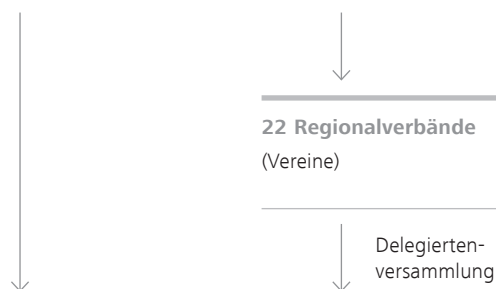 22 Regionalverbände
(Vereine)
Delegierten-
versammlung